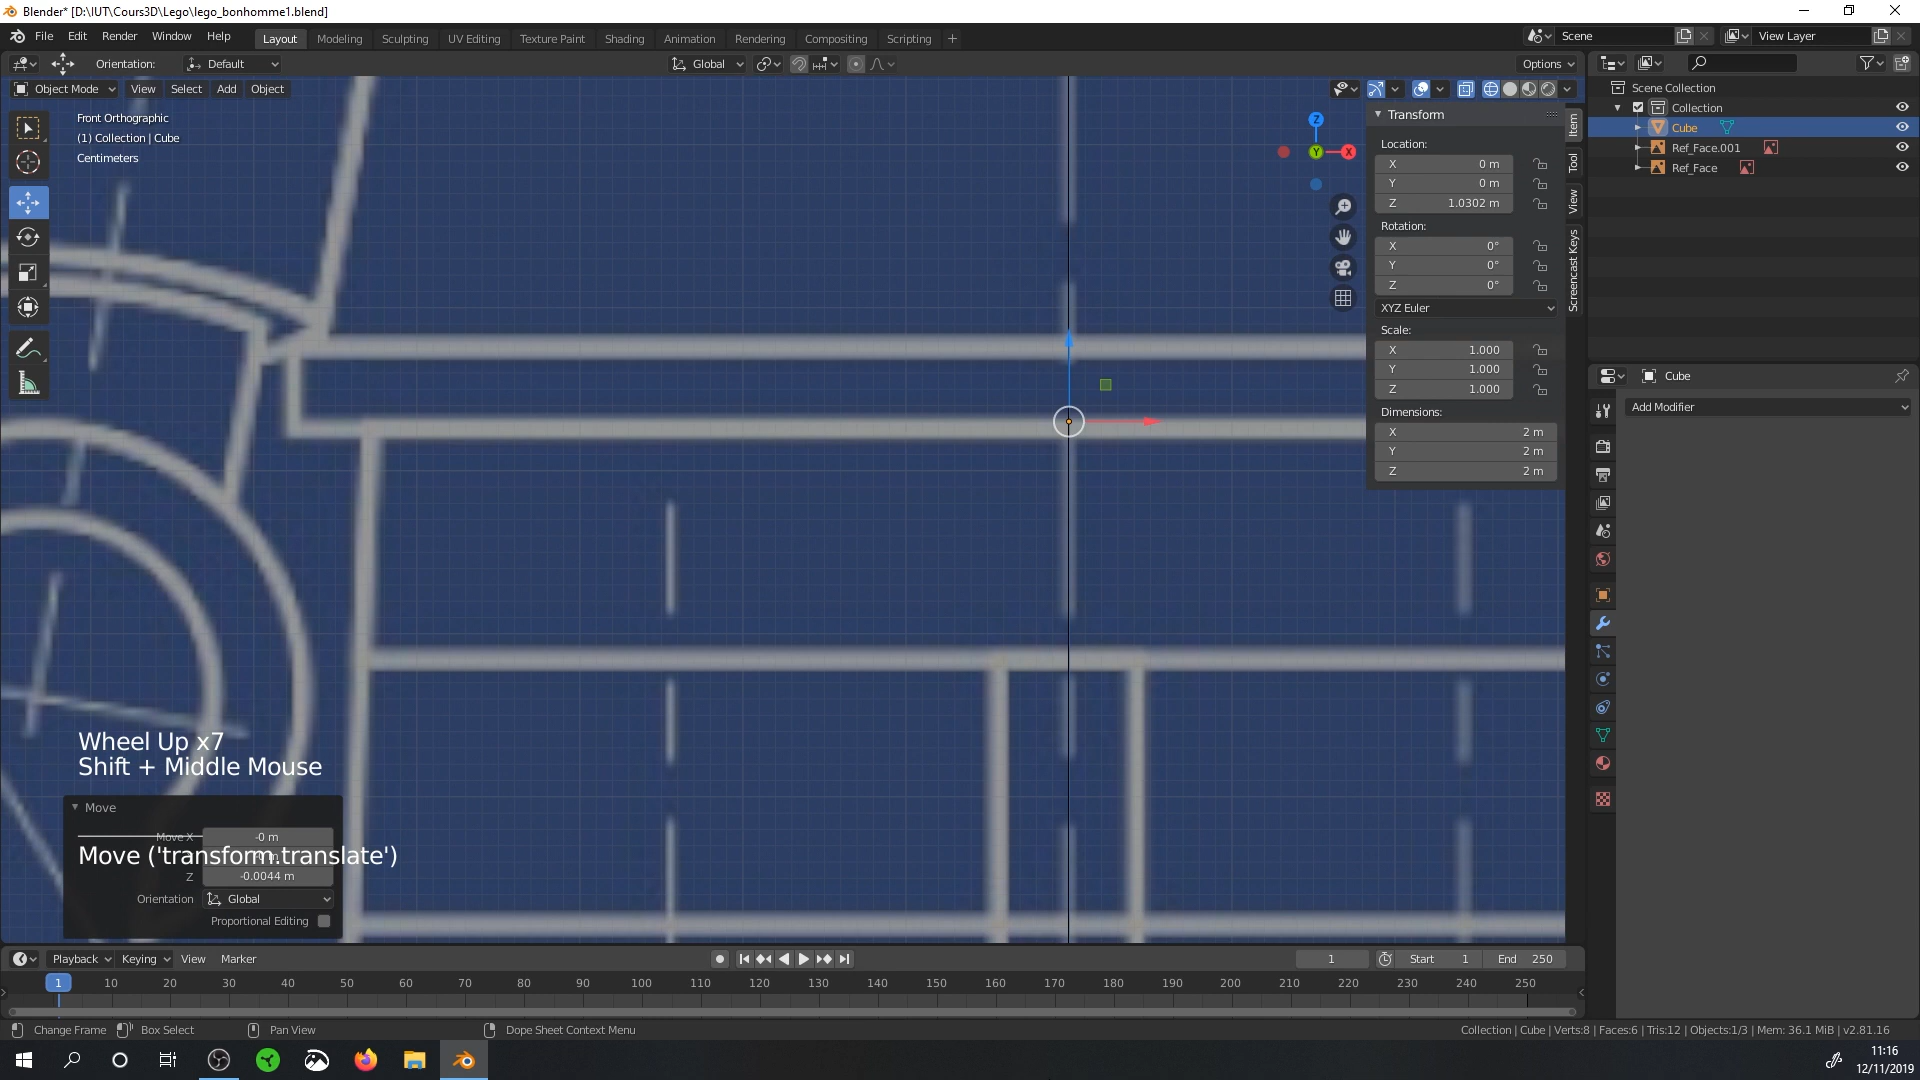 Blender* [D:\IUT\Cours3D\Lego\lego_bonhomme1.blend]
File Edit Render Window Help
Layout Modeling Sculpting UV Editing Texture Paint Shading Animation Rendering Compositing Scripting +
Scene
View Layer
Orientation: Default
Global
Options
Object Mode View Select Add Object
Front Orthographic
(1) Collection | Cube
Centimeters
Z
Y
X
Transform
Location:
X 0 m
Y 0 m
Z 1.0302 m
Rotation:
X 0°
Y 0°
Z 0°
XYZ Euler
Scale:
X 1.000
Y 1.000
Z 1.000
Dimensions:
X 2 m
Y 2 m
Z 2 m
Item
Tool
View
Screencast Keys
Scene Collection
Collection
Cube
Ref_Face.001
Ref_Face
Cube
Add Modifier
Wheel Up x7
Shift + Middle Mouse
Move
Move X -0 m
Move ('transform.translate')
Z -0.0044 m
Orientation Global
Proportional Editing
Playback Keying View Marker
1
Start 1
End 250
1 10 20 30 40 50 60 70 80 90 100 110 120 130 140 150 160 170 180 190 200 210 220 230 240 250
Change Frame Box Select Pan View Dope Sheet Context Menu
Collection | Cube | Verts:8 | Faces:6 | Tris:12 | Objects:1/3 | Mem: 36.1 MiB | v2.81.16
11:16
12/11/2019